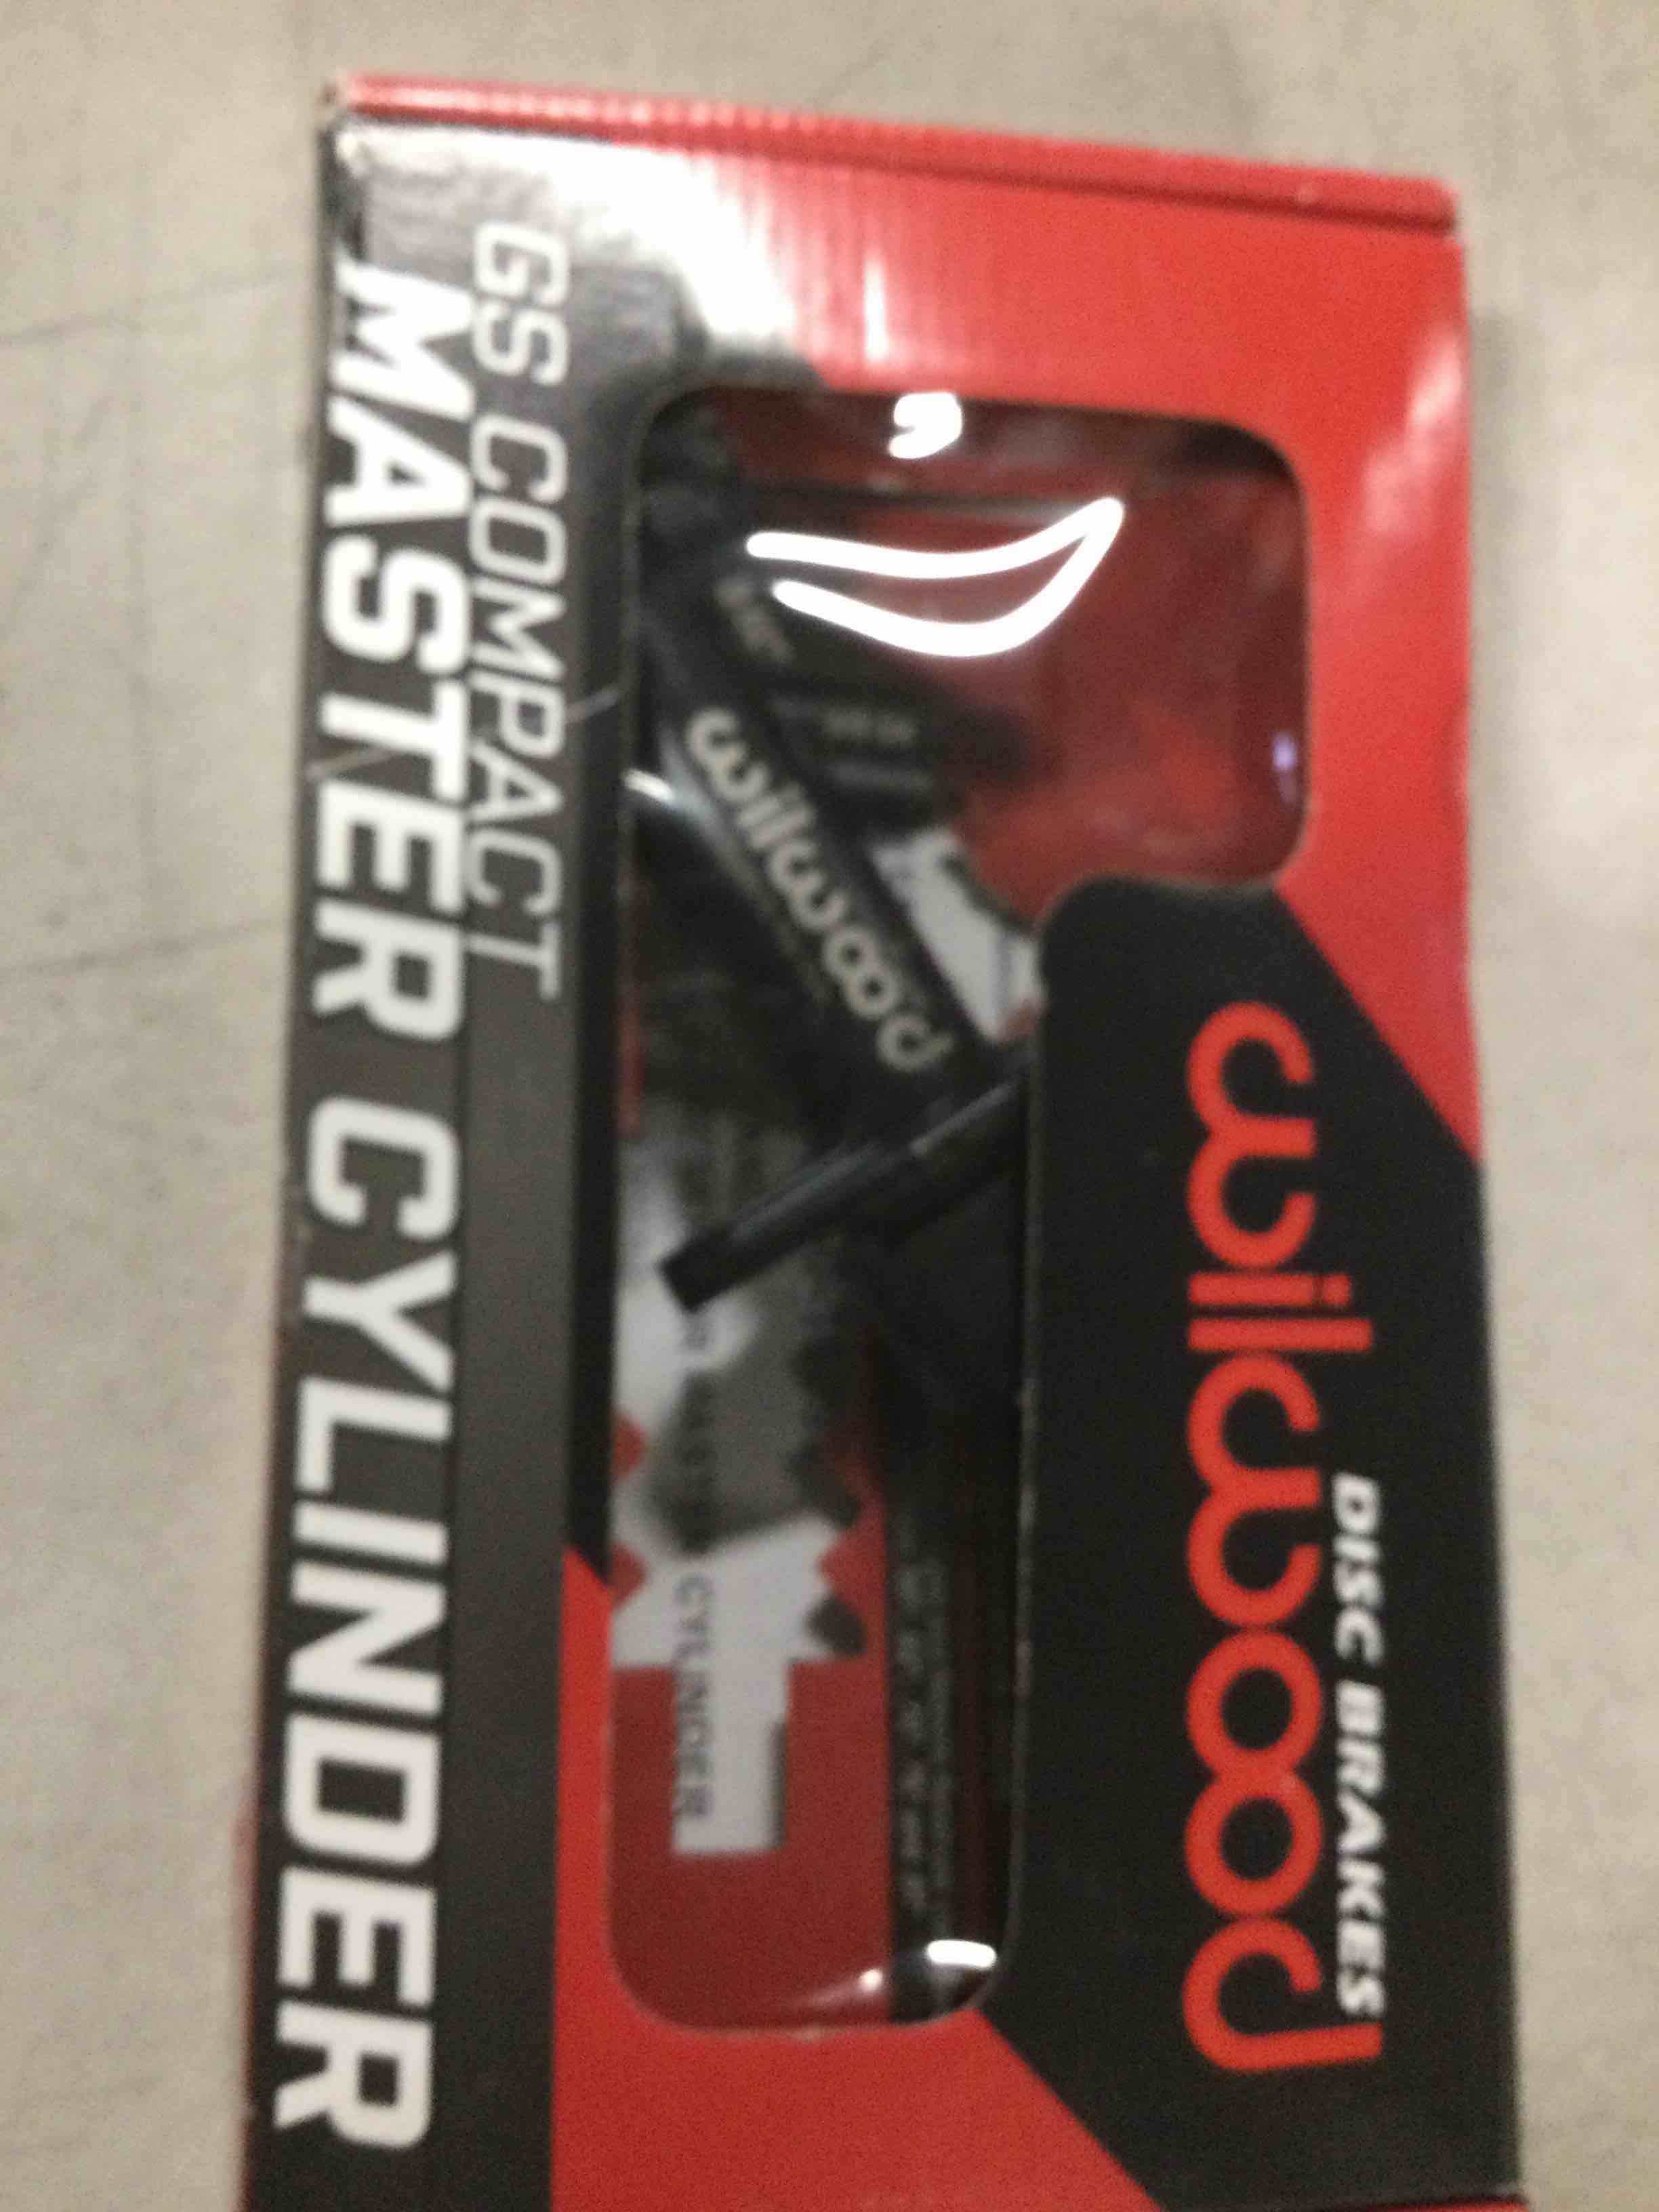 DISC BRAKES
wilwood
wilwood
CYLINDER
GS COMPACT
MASTER CYLINDER